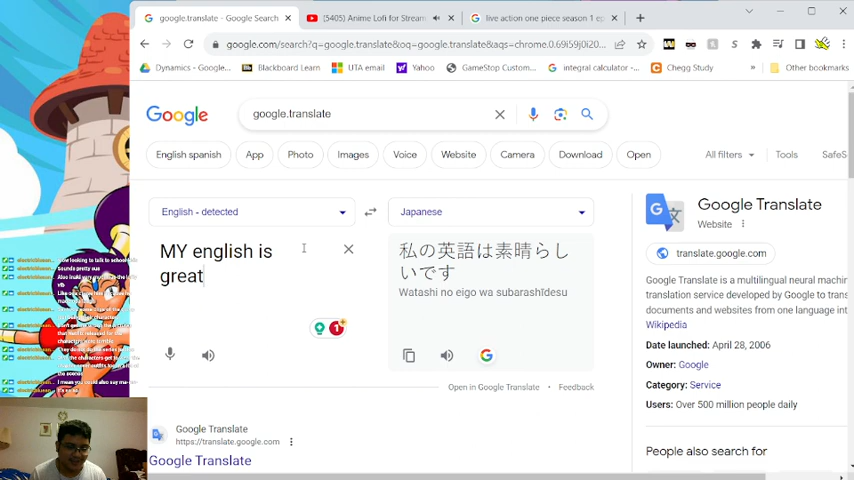 google.translate - Google Search
(5405) Anime Lofi for Stream
live action one piece season 1 ep
google.com/search?q=google.translate&oq=google.translate&aqs=chrome.0.69i59j0i20...
Dynamics - Google...
Blackboard Learn
UTA email
Yahoo
GameStop Custom...
integral calculator -...
Chegg Study
»
Other bookmarks
Google
google.translate
English spanish
App
Photo
Images
Voice
Website
Camera
Download
Open
All filters
Tools
SafeS
English - detected
Japanese
MY english is
great
私の英語は素晴らし
いです
Watashi no eigo wa subarashīdesu
1
Open in Google Translate • Feedback
Google Translate
https://translate.google.com
Google Translate
Google Translate
Website
translate.google.com
Google Translate is a multilingual neural machin
translation service developed by Google to trans
documents and websites from one language int
Wikipedia
Date launched: April 28, 2006
Owner: Google
Category: Service
Users: Over 500 million people daily
People also search for